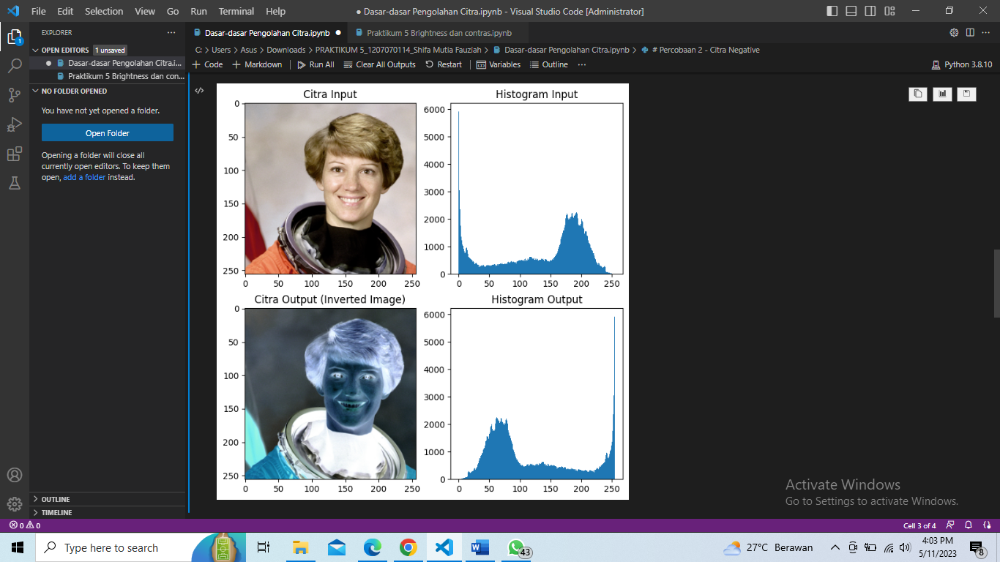 File Edit Selection View Go Run Terminal Help ● Dasar-dasar Pengolahan Citra.ipynb - Visual Studio Code [Administrator]
EXPLORER ···
OPEN EDITORS 1 unsaved
● Dasar-dasar Pengolahan Citra.i...
Praktikum 5 Brightness dan con...
NO FOLDER OPENED
You have not yet opened a folder.
Open Folder
Opening a folder will close all
currently open editors. To keep them
open, add a folder instead.
OUTLINE
TIMELINE
1
Dasar-dasar Pengolahan Citra.ipynb ● Praktikum 5 Brightness dan contras.ipynb
C: > Users > Asus > Downloads > PRAKTIKUM 5_1207070114_Shifa Mutia Fauziah > Dasar-dasar Pengolahan Citra.ipynb > # Percobaan 2 - Citra Negative
+ Code + Markdown Run All Clear All Outputs Restart Variables Outline ··· Python 3.8.10
Citra Input
0
50
100
150
200
250
0 50 100 150 200 250
Histogram Input
6000
5000
4000
3000
2000
1000
0
0 50 100 150 200 250
Citra Output (Inverted Image)
0
50
100
150
200
250
0 50 100 150 200 250
Histogram Output
6000
5000
4000
3000
2000
1000
0
0 50 100 150 200 250
Activate Windows
Go to Settings to activate Windows.
0 0 Cell 3 of 4
Type here to search 43 27°C Berawan 4:03 PM
5/11/2023 8